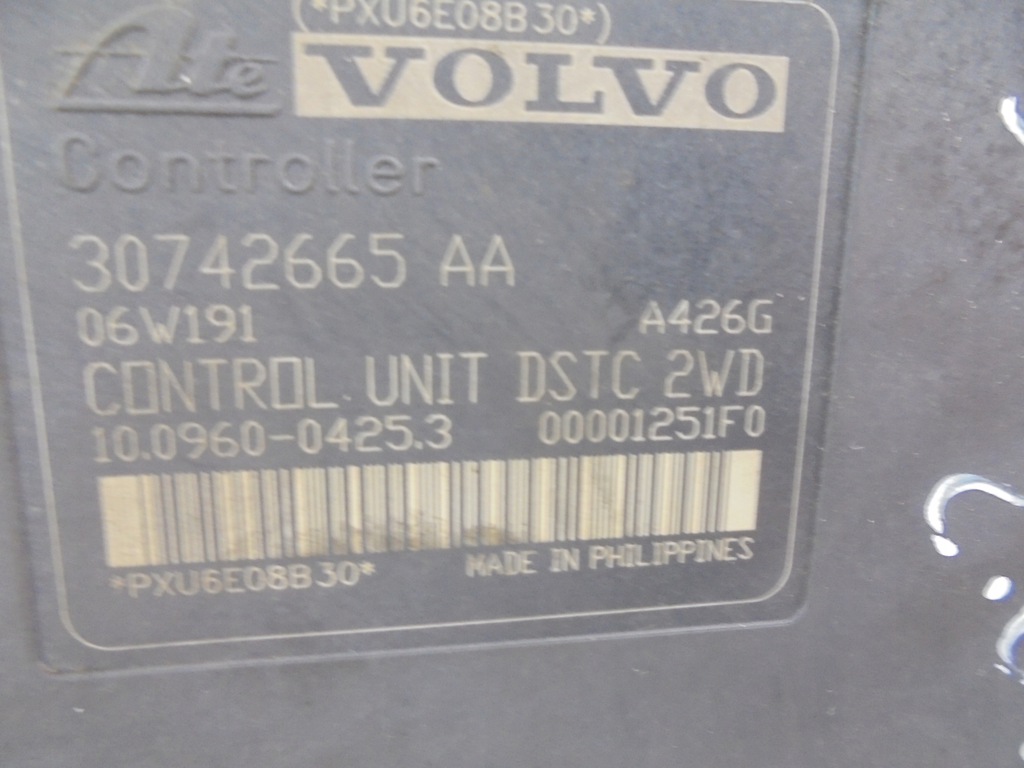 (*PXU6E08B30*)
Ate VOLVO
Controller
30742665 AA
06W191 A426G
CONTROL UNIT DSTC 2WD
10.0960-0425.3 00001251F0
*PXU6E08B30* MADE IN PHILIPPINES